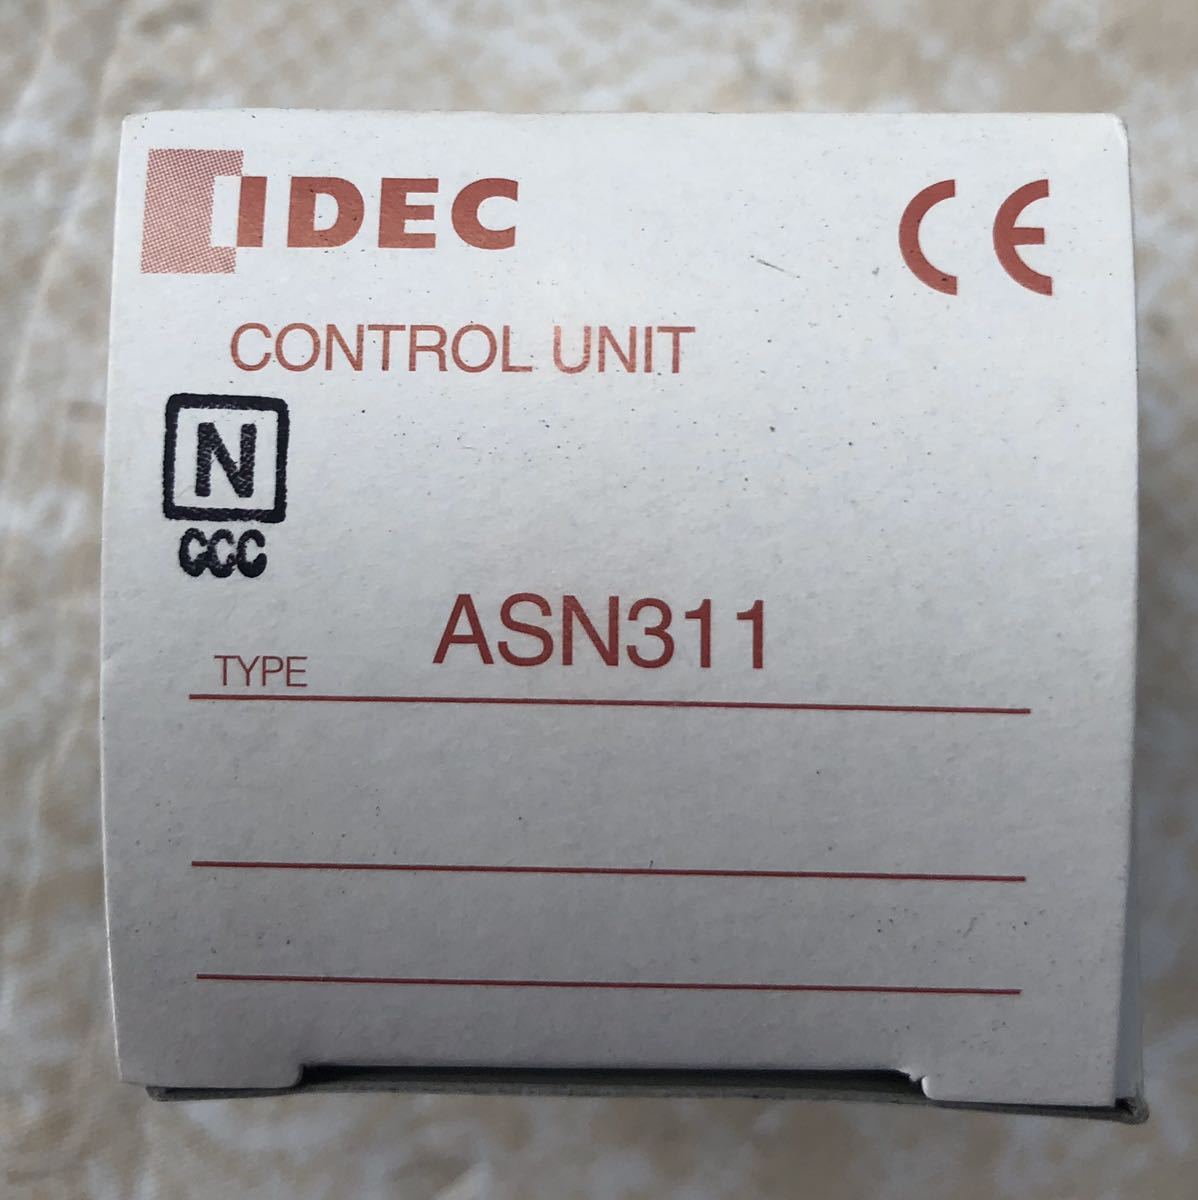 IDEC
CE
CONTROL UNIT
N
CCC
TYPE ASN311